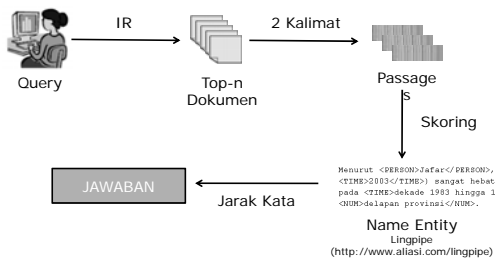 IR
2 Kalimat
Query
Top-n
Dokumen
Passage
s
Skoring
Menurut <PERSON>Jafar</PERSON>,
<TIME>2003</TIME>) sangat hebat
pada <TIME>dekade 1983 hingga 1
<NUM>delapan provinsi</NUM>.
JAWABAN
Jarak Kata
Name Entity
Lingpipe
(http://www.aliasi.com/lingpipe)